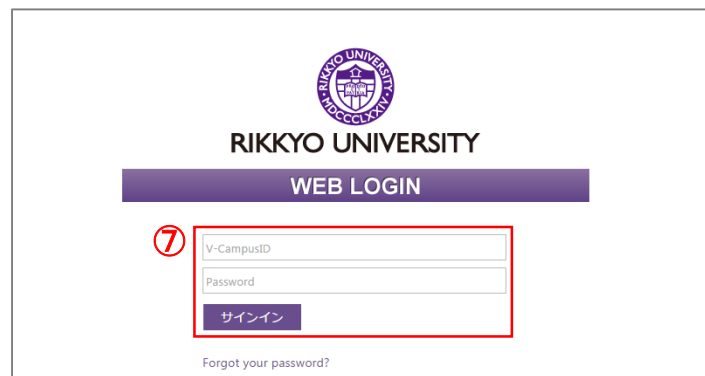 RIKKYO UNIVERSITY
MDCCCLXXIV
RIKKYO UNIVERSITY
WEB LOGIN
⑦
V-CampusID
Password
サインイン
Forgot your password?